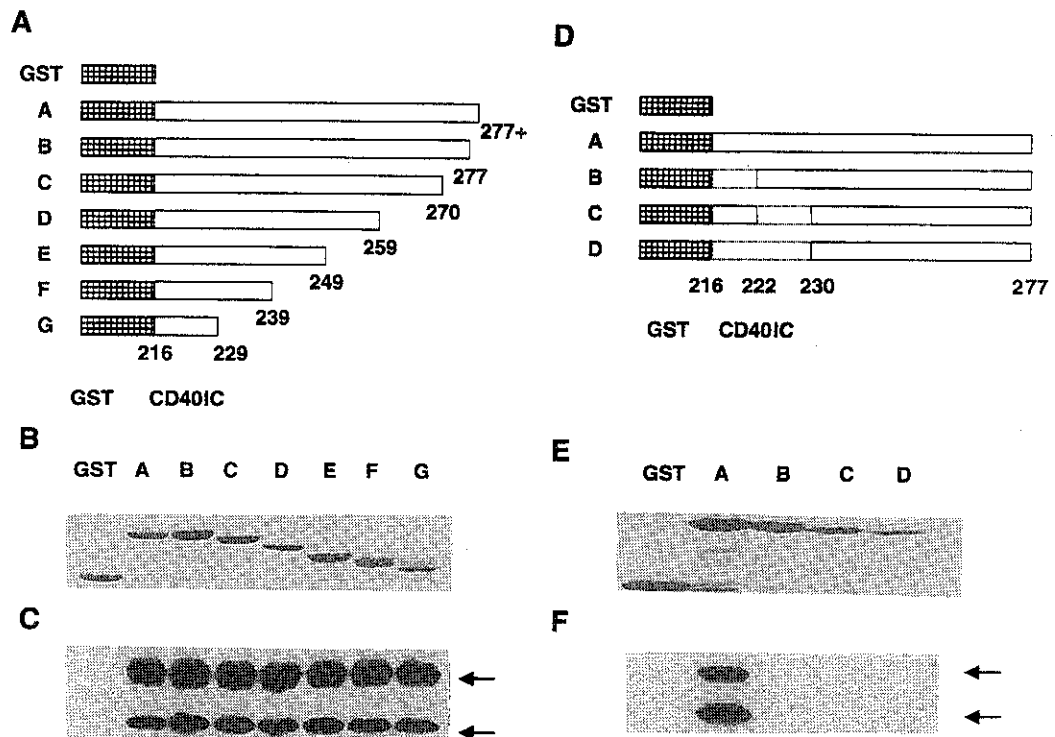 A
GST
A
277+
B
277
C
270
D
259
E
249
F
239
G
216 229
GST CD40IC
B
GST A B C D E F G
C
D
GST
A
B
C
D
216 222 230 277
GST CD40IC
E
GST A B C D
F